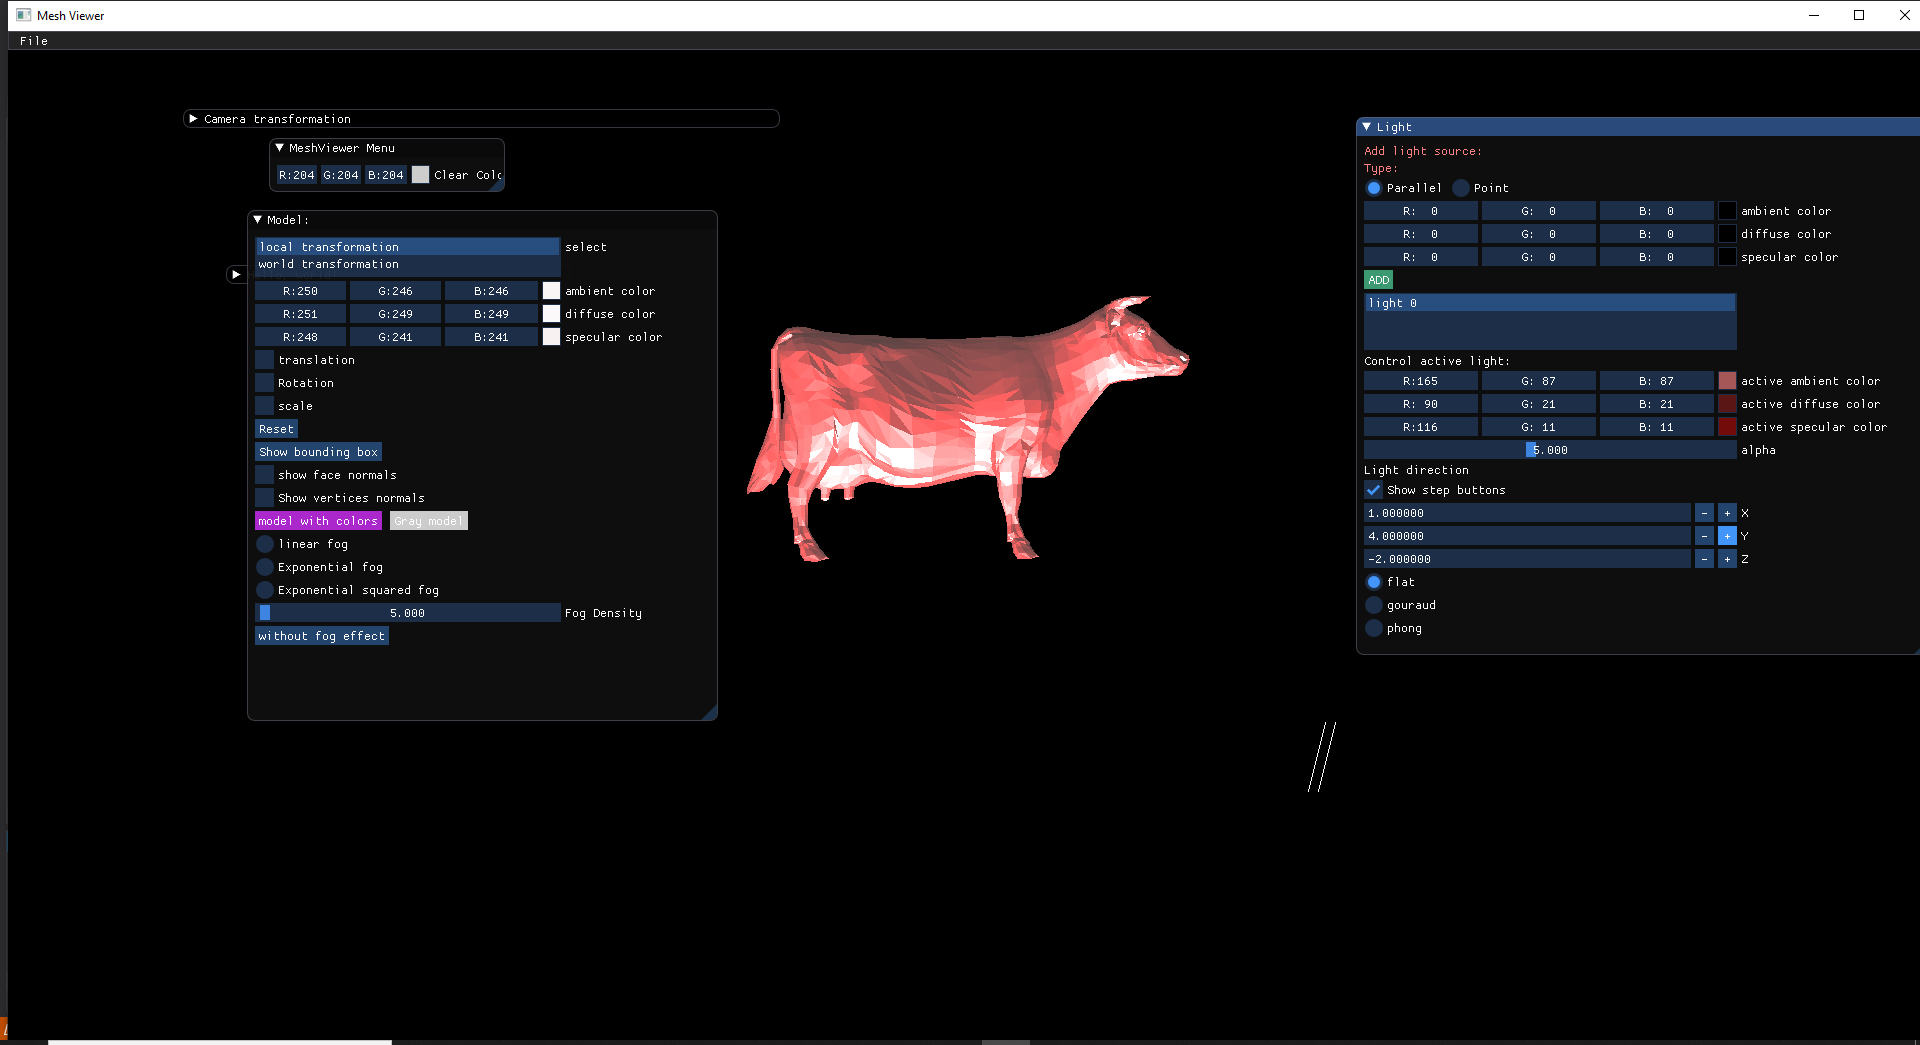 Mesh Viewer
File
Camera transformation
MeshViewer Menu
R:204 G:204 B:204 Clear Colo
Model:
local transformation select
world transformation
R:250 G:246 B:246 ambient color
R:251 G:249 B:249 diffuse color
R:248 G:241 B:241 specular color
translation
Rotation
scale
Reset
Show bounding box
show face normals
Show vertices normals
model with colors Gray model
linear fog
Exponential fog
Exponential squared fog
5.000 Fog Density
without fog effect
Light
Add light source:
Type:
Parallel Point
R: 0 G: 0 B: 0 ambient color
R: 0 G: 0 B: 0 diffuse color
R: 0 G: 0 B: 0 specular color
ADD
light 0
Control active light:
R:165 G: 87 B: 87 active ambient color
R: 90 G: 21 B: 21 active diffuse color
R:116 G: 11 B: 11 active specular color
5.000 alpha
Light direction
Show step buttons
1.000000 - + X
4.000000 - + Y
-2.000000 - + Z
flat
gouraud
phong